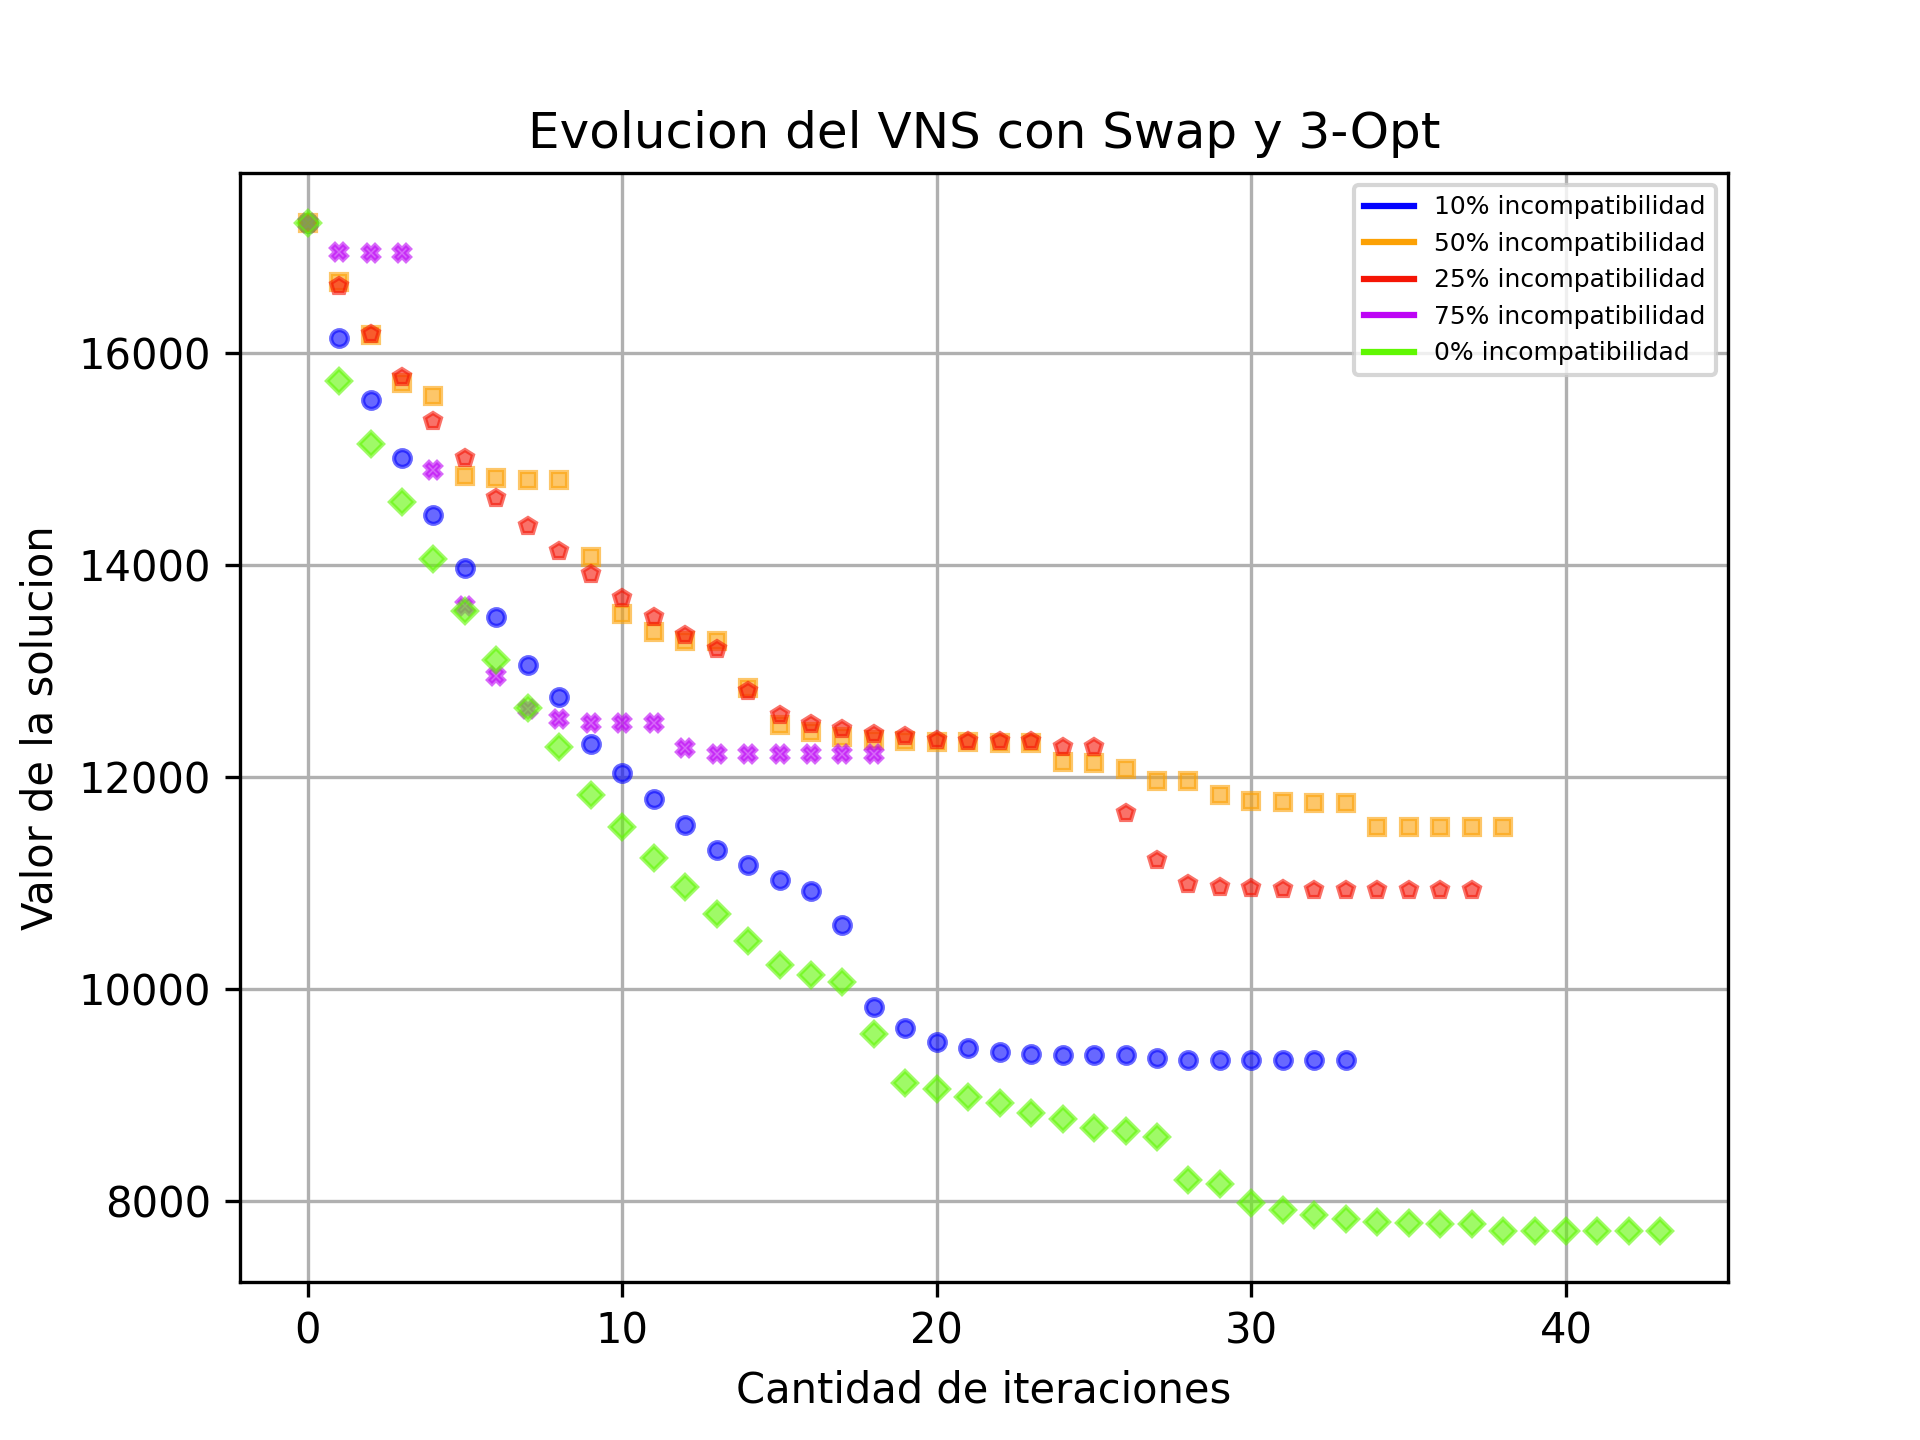 Evolucion del VNS con Swap y 3-Opt
10% incompatibilidad
50% incompatibilidad
25% incompatibilidad
75% incompatibilidad
0% incompatibilidad
Valor de la solucion
16000
14000
12000
10000
8000
0 10 20 30 40
Cantidad de iteraciones